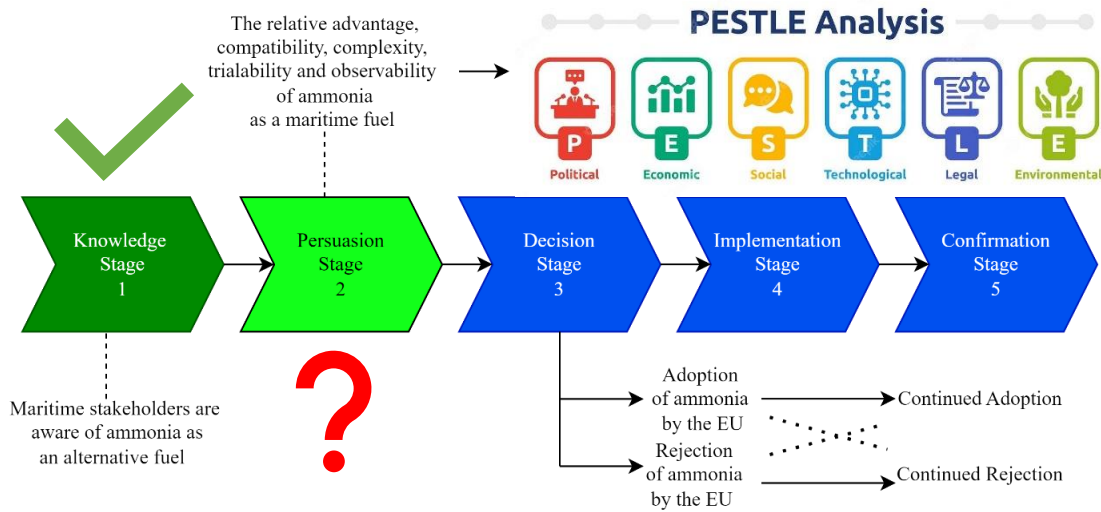 The relative advantage,
compatibility, complexity,
trialability and observability
of ammonia
as a maritime fuel
PESTLE Analysis
P
E
S
T
L
E
Political
Economic
Social
Technological
Legal
Environmental
Knowledge
Stage
1
Persuasion
Stage
2
Decision
Stage
3
Implementation
Stage
4
Confirmation
Stage
5
Maritime stakeholders are
aware of ammonia as
an alternative fuel
?
Adoption
of ammonia
by the EU
Continued Adoption
Rejection
of ammonia
by the EU
Continued Rejection